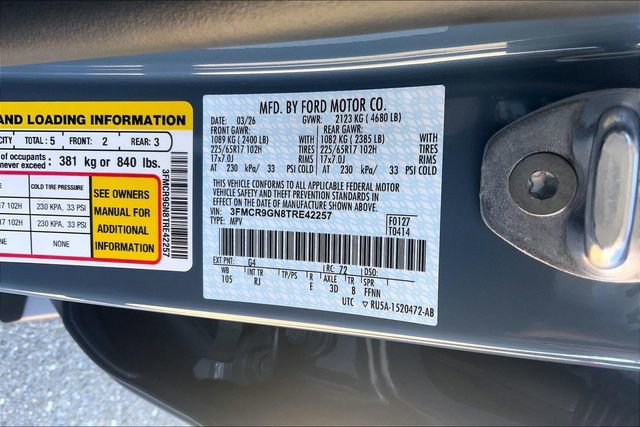 AND LOADING INFORMATION
CITY TOTAL: 5 FRONT: 2 REAR: 3
of occupants
never exceed: 381 kg or 840 lbs.
COLD TIRE PRESSURE
17 102H 230 KPA, 33 PSI
17 102H 230 KPA, 33 PSI
NONE NONE
SEE OWNERS
MANUAL FOR
ADDITIONAL
INFORMATION
3FMCR9GN8TRE42257
MFD. BY FORD MOTOR CO.
DATE: 03/26 GVWR: 2123 KG ( 4680 LB)
FRONT GAWR: REAR GAWR:
1089 KG ( 2400 LB) WITH 1082 KG ( 2385 LB) WITH
225/65R17 102H TIRES 225/65R17 102H TIRES
17x7.0J RIMS 17x7.0J RIMS
AT 230 kPa/ 33 PSI COLD AT 230 kPa/ 33 PSI COLD
THIS VEHICLE CONFORMS TO ALL APPLICABLE FEDERAL MOTOR
VEHICLE SAFETY AND THEFT PREVENTION STANDARDS IN
EFFECT ON THE DATE OF MANUFACTURE SHOWN ABOVE.
VIN: 3FMCR9GN8TRE42257 F0127
TYPE: MPV T0414
EXT PNT: G4 RC: 72 DSO:
WB INT TR TP/PS R AXLE TR SPR
105 RJ E 3D 8 FFNN
UTC RU5A-1520472-AB